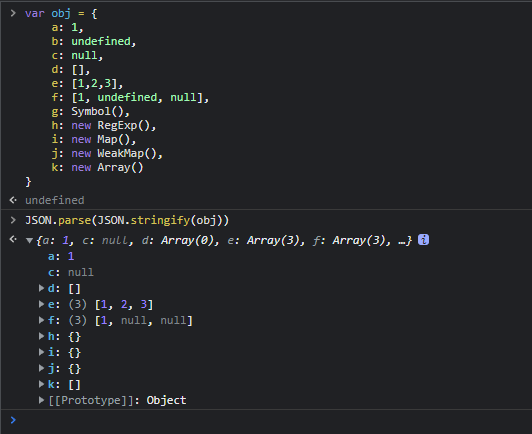 > var obj = {
    a: 1,
    b: undefined,
    c: null,
    d: [],
    e: [1,2,3],
    f: [1, undefined, null],
    g: Symbol(),
    h: new RegExp(),
    i: new Map(),
    j: new WeakMap(),
    k: new Array()
}
undefined
> JSON.parse(JSON.stringify(obj))
▼{a: 1, c: null, d: Array(0), e: Array(3), f: Array(3), …} i
a: 1
c: null
▶ d: []
▶ e: (3) [1, 2, 3]
▶ f: (3) [1, null, null]
▶ h: {}
▶ i: {}
▶ j: {}
▶ k: []
▶ [[Prototype]]: Object
>